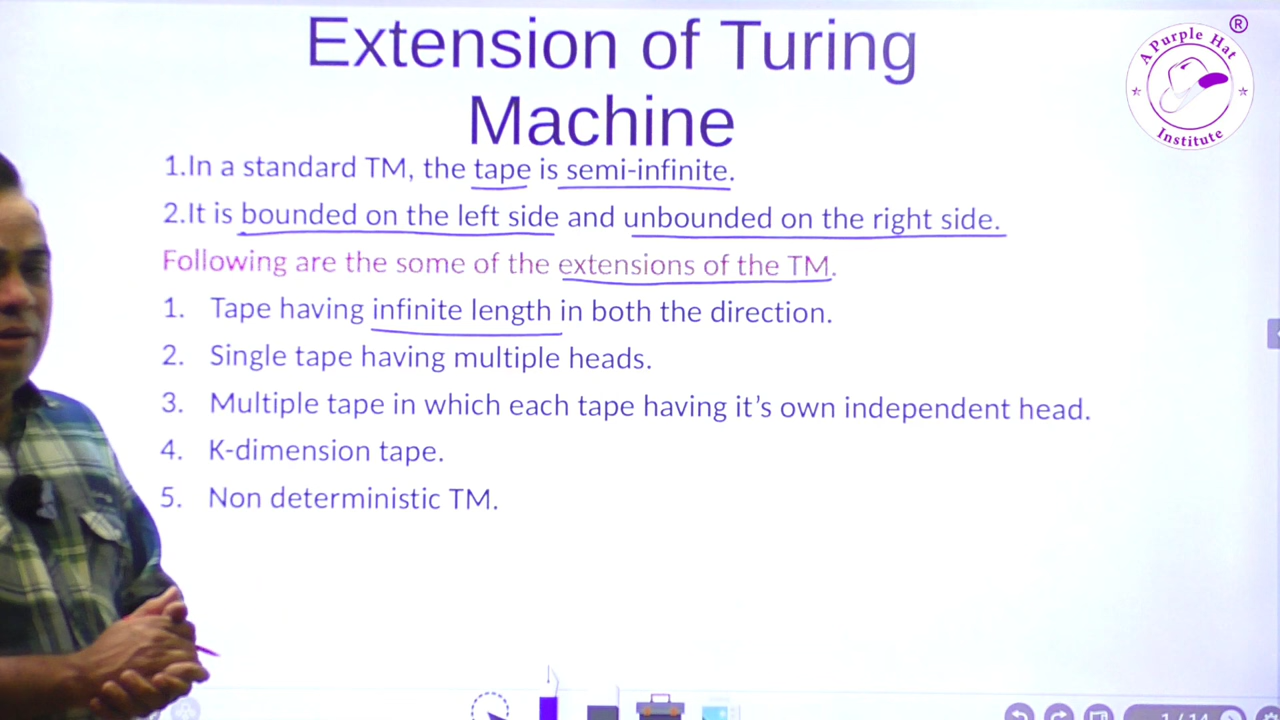 Extension of Turing
Machine
1.In a standard TM, the tape is semi-infinite.
2.It is bounded on the left side and unbounded on the right side.
Following are the some of the extensions of the TM.
1. Tape having infinite length in both the direction.
2. Single tape having multiple heads.
3. Multiple tape in which each tape having it’s own independent head.
4. K-dimension tape.
5. Non deterministic TM.
A Purple Hat
Institute
®